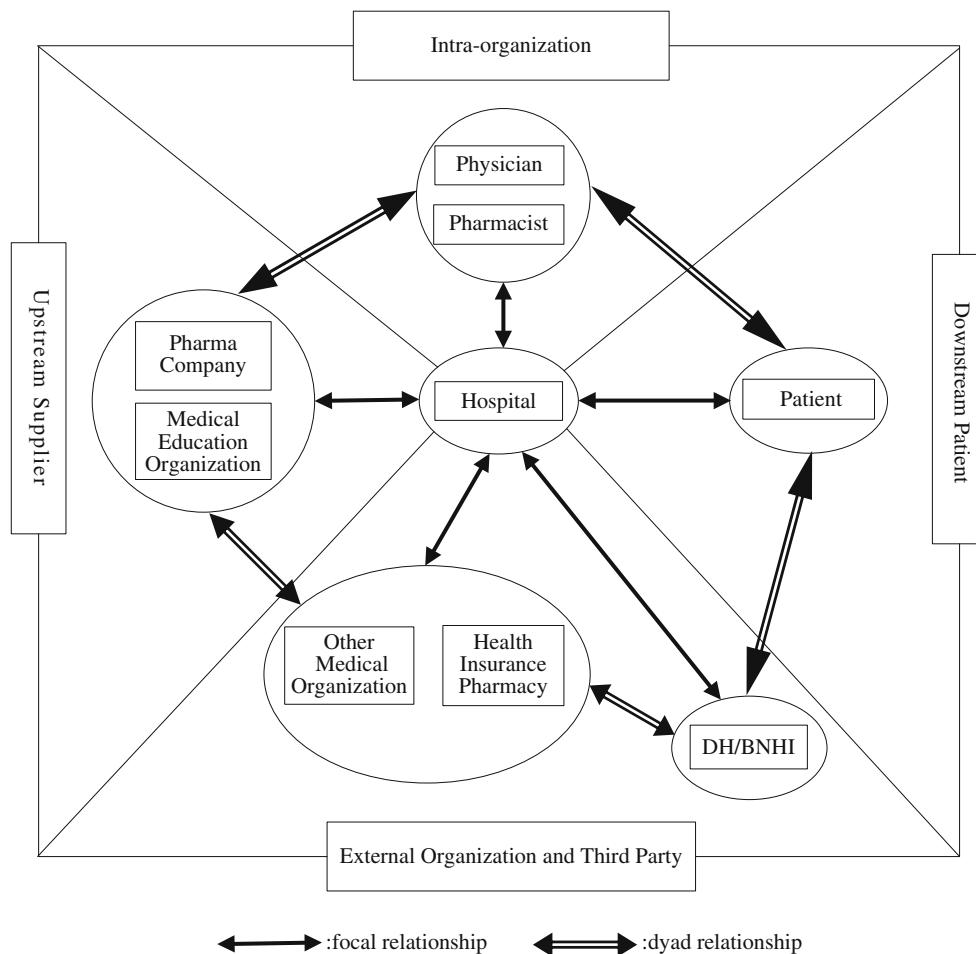 Intra-organization
Physician
Pharmacist
Upstream Supplier
Pharma
Company
Medical
Education
Organization
Hospital
Patient
Downstream Patient
Other
Medical
Organization
Health
Insurance
Pharmacy
DH/BNHI
External Organization and Third Party
:focal relationship
:dyad relationship